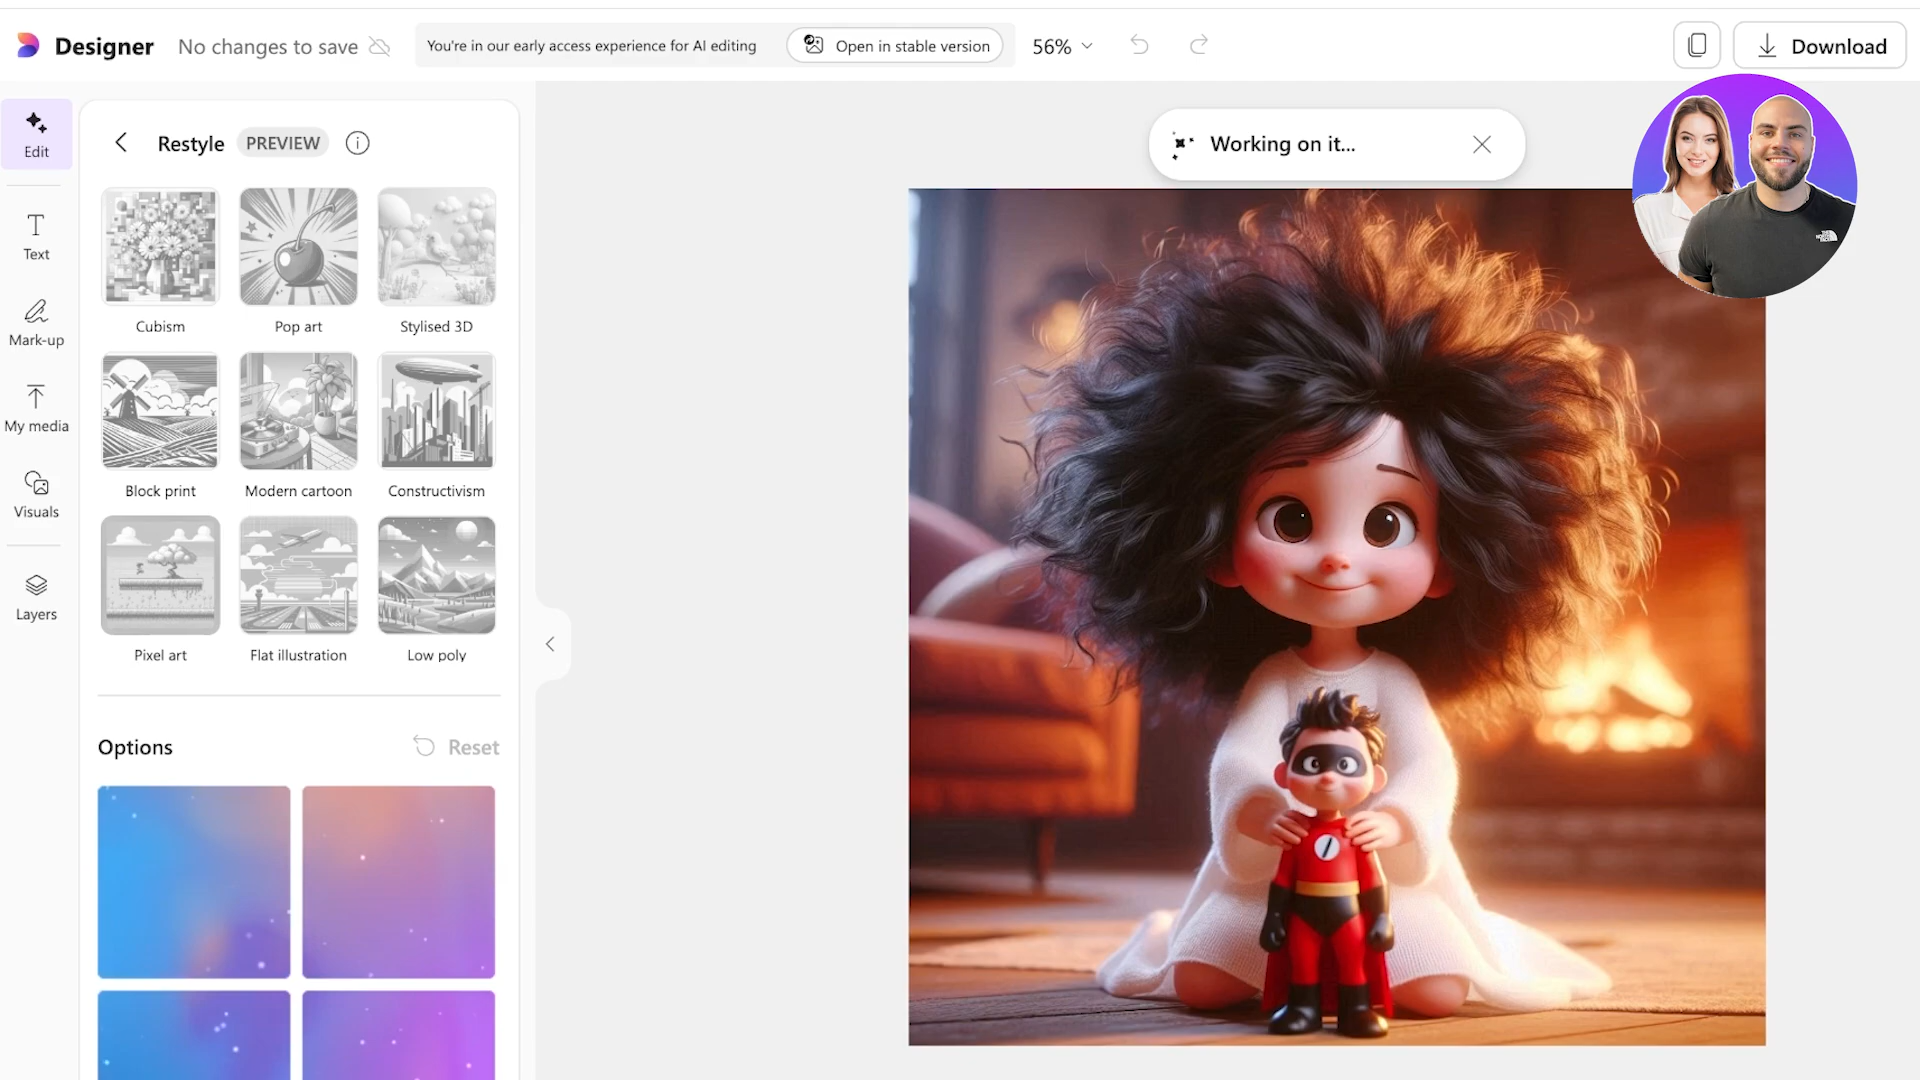 Designer
No changes to save
You're in our early access experience for AI editing
Open in stable version
56%
Download
Edit
Text
Mark-up
My media
Visuals
Layers
Restyle PREVIEW
Cubism
Pop art
Stylised 3D
Block print
Modern cartoon
Constructivism
Pixel art
Flat illustration
Low poly
Options
Reset
Working on it...